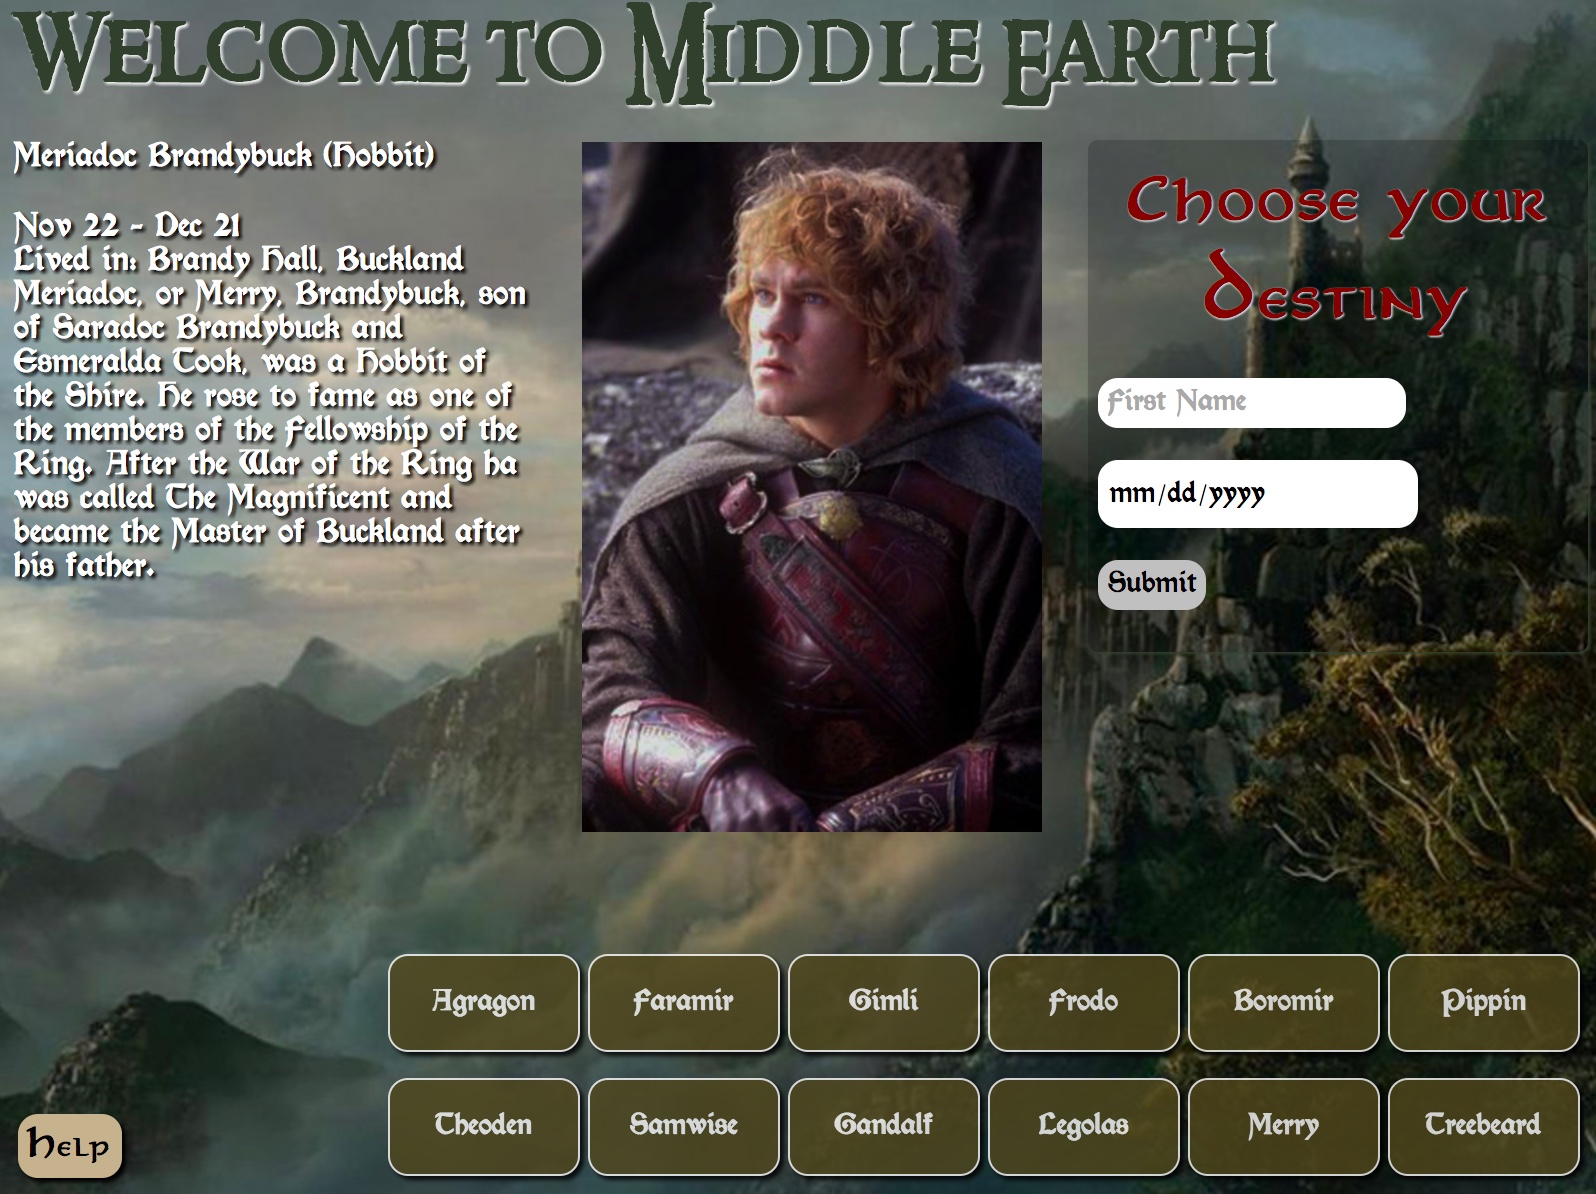 Welcome to Middle Earth
Meriadoc Brandybuck (Hobbit)
Nov 22 - Dec 21
Lived in: Brandy Hall, Buckland
Meriadoc, or Merry, Brandybuck, son
of Saradoc Brandybuck and
Esmeralda Took, was a Hobbit of
the Shire. He rose to fame as one of
the members of the Fellowship of the
Ring. After the War of the Ring ha
was called The Magnificent and
became the Master of Buckland after
his father.
Choose your
Destiny
First Name
mm/dd/yyyy
Submit
Agragon Faramir Gimli Frodo Boromir Pippin
Theoden Samwise Gandalf Legolas Merry Treebeard
Help